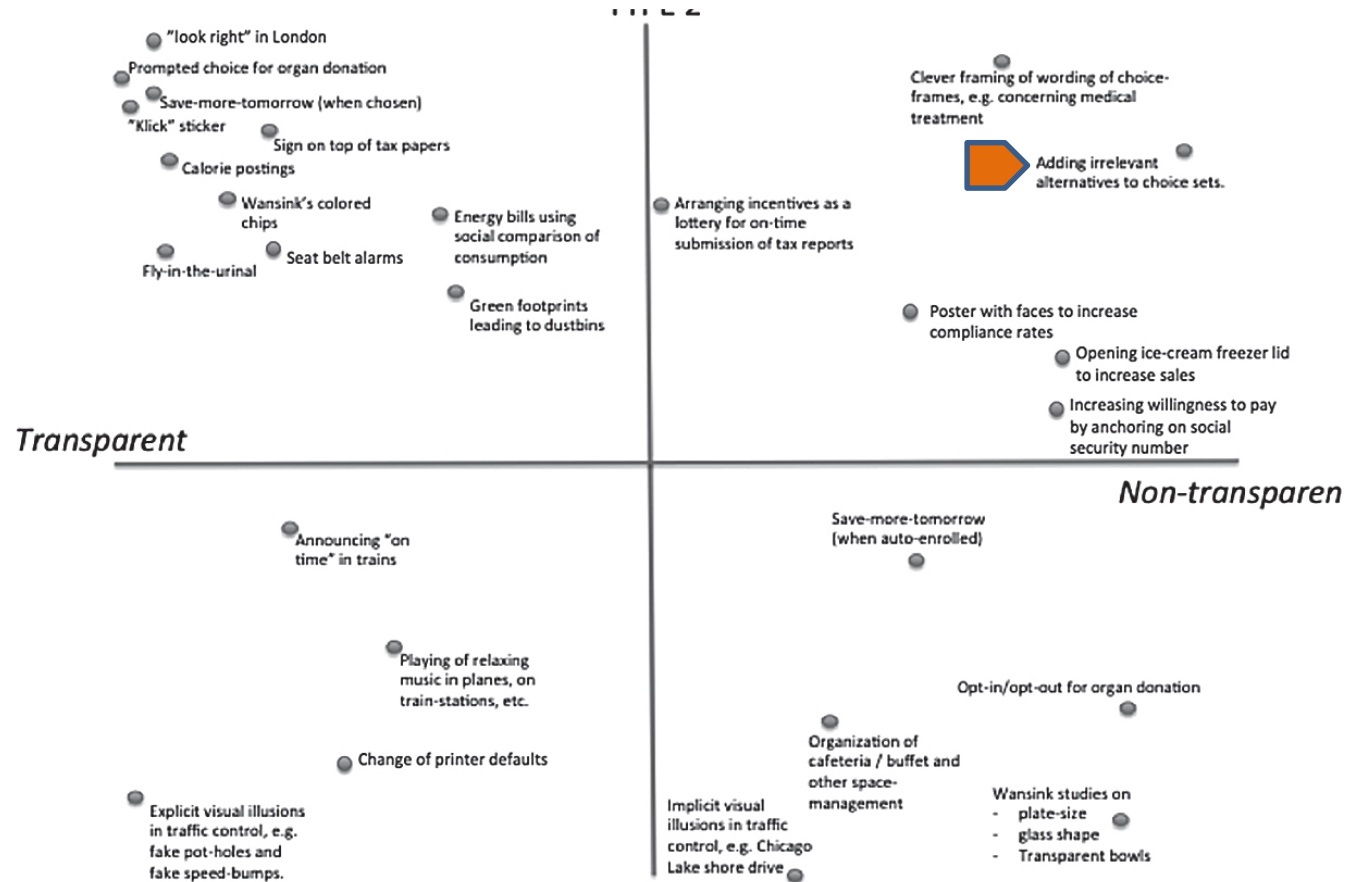 "look right" in London
Prompted choice for organ donation
Save-more-tomorrow (when chosen)
"Klick" sticker
Sign on top of tax papers
Calorie postings
Wansink's colored
chips
Energy bills using
social comparison of
consumption
Fly-in-the-urinal
Seat belt alarms
Green footprints
leading to dustbins
Clever framing of wording of choice-
frames, e.g. concerning medical
treatment
Adding irrelevant
alternatives to choice sets.
Arranging incentives as a
lottery for on-time
submission of tax reports
Poster with faces to increase
compliance rates
Opening ice-cream freezer lid
to increase sales
Increasing willingness to pay
by anchoring on social
security number
Transparent
Non-transparen
Announcing "on
time" in trains
Playing of relaxing
music in planes, on
train-stations, etc.
Change of printer defaults
Explicit visual illusions
in traffic control, e.g.
fake pot-holes and
fake speed-bumps.
Save-more-tomorrow
(when auto-enrolled)
Opt-in/opt-out for organ donation
Organization of
cafeteria / buffet and
other space-
management
Implicit visual
illusions in traffic
control, e.g. Chicago
Lake shore drive
Wansink studies on
- plate-size
- glass shape
- Transparent bowls